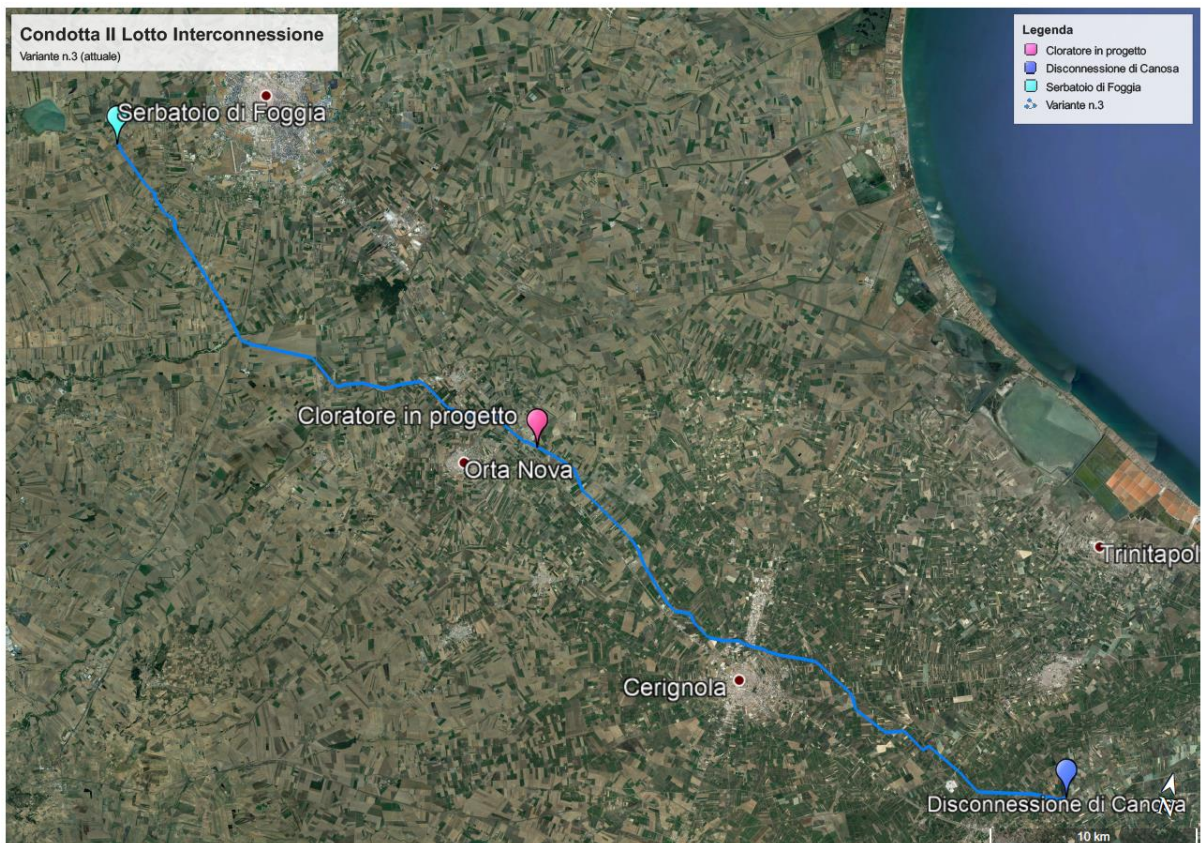 Condotta II Lotto Interconnessione
Variante n.3 (attuale)
Legenda
Cloratore in progetto
Disconnessione di Canosa
Serbatoio di Foggia
Variante n.3
Serbatoio di Foggia
Cloratore in progetto
Orta Nova
Trinitapol
Cerignola
Disconnessione di Canosa
N
10 km